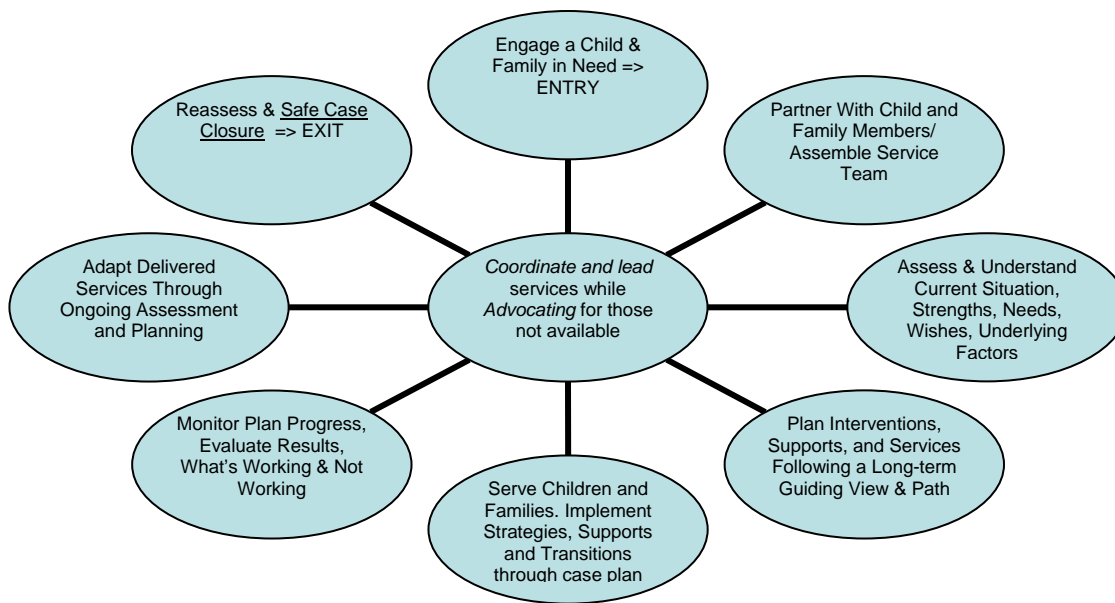 Engage a Child &
Family in Need =>
ENTRY
Partner With Child and
Family Members/
Assemble Service
Team
Assess & Understand
Current Situation,
Strengths, Needs,
Wishes, Underlying
Factors
Plan Interventions,
Supports, and Services
Following a Long-term
Guiding View & Path
Serve Children and
Families. Implement
Strategies, Supports
and Transitions
through case plan
Monitor Plan Progress,
Evaluate Results,
What's Working & Not
Working
Adapt Delivered
Services Through
Ongoing Assessment
and Planning
Reassess & Safe Case
Closure => EXIT
Coordinate and lead
services while
Advocating for those
not available